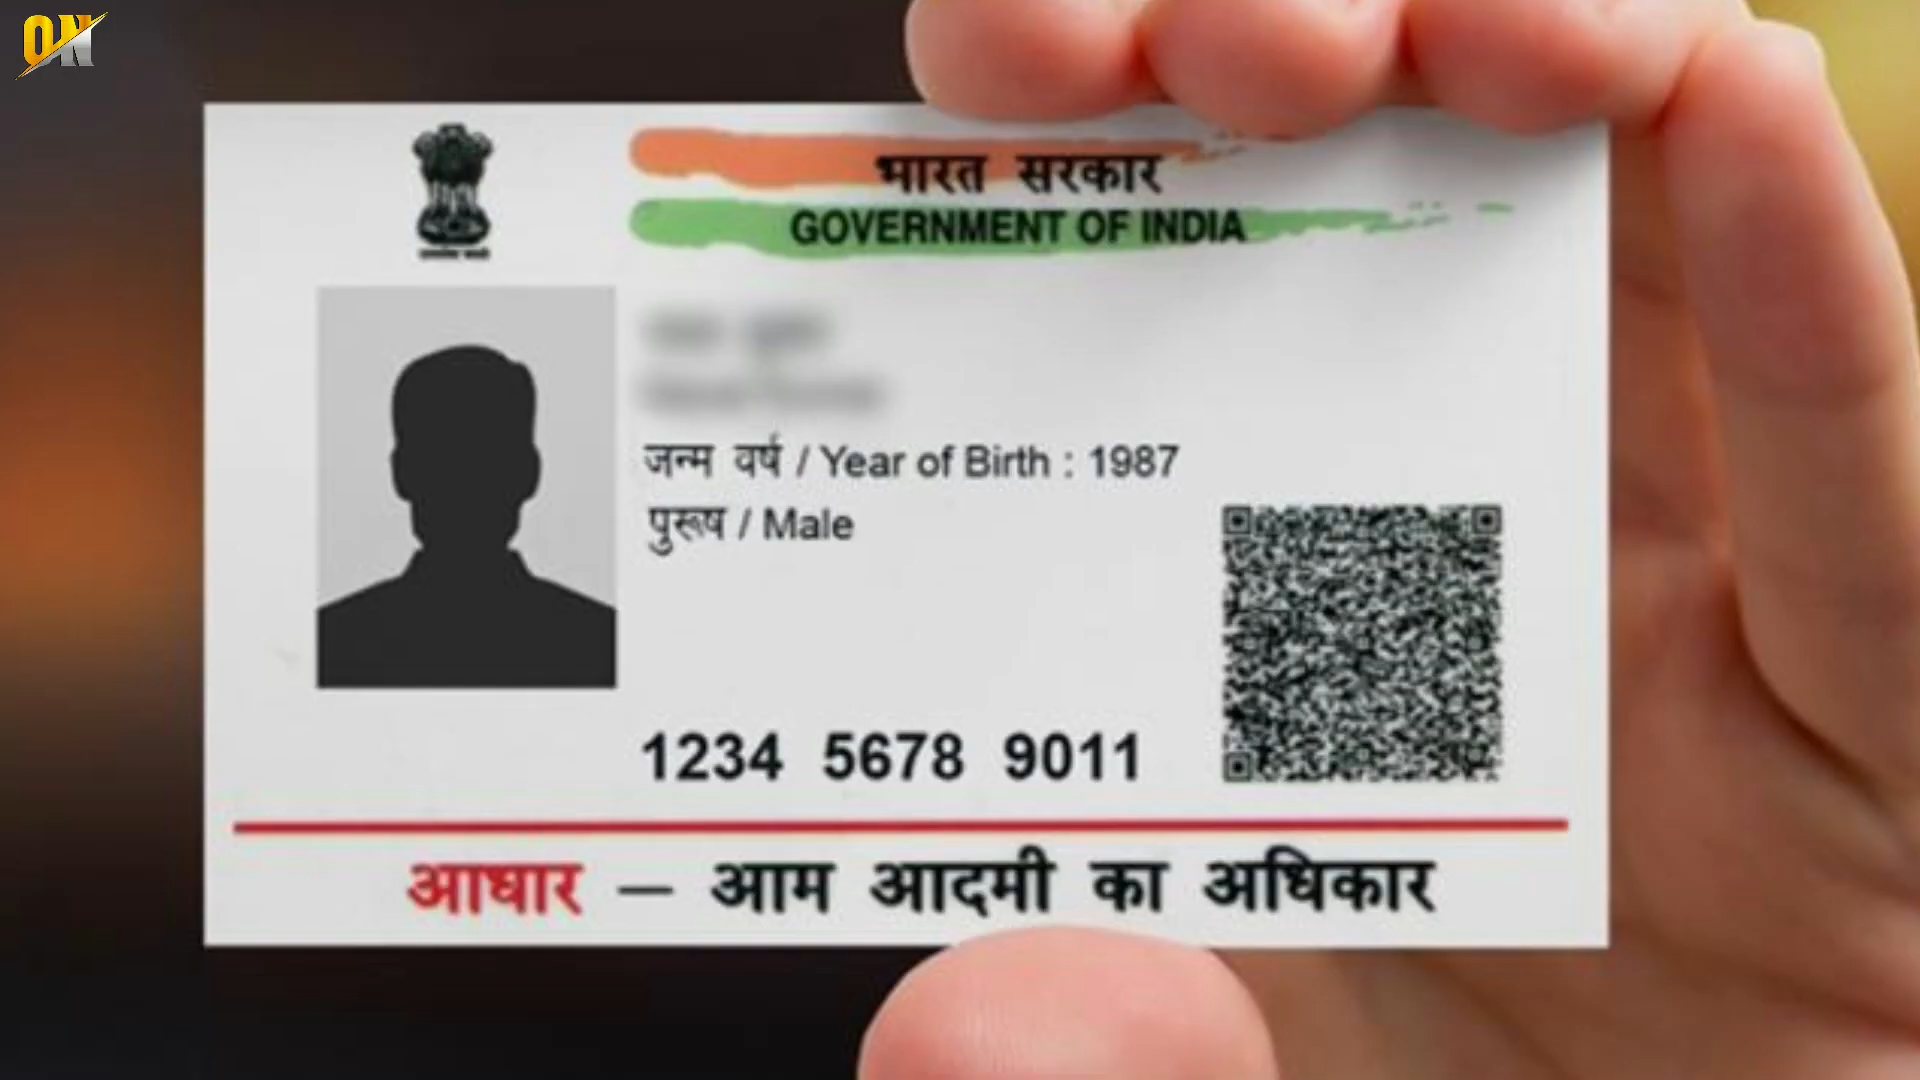 ON
भारत सरकार
GOVERNMENT OF INDIA
जन्म वर्ष / Year of Birth : 1987
पुरूष / Male
1234 5678 9011
आधार — आम आदमी का अधिकार